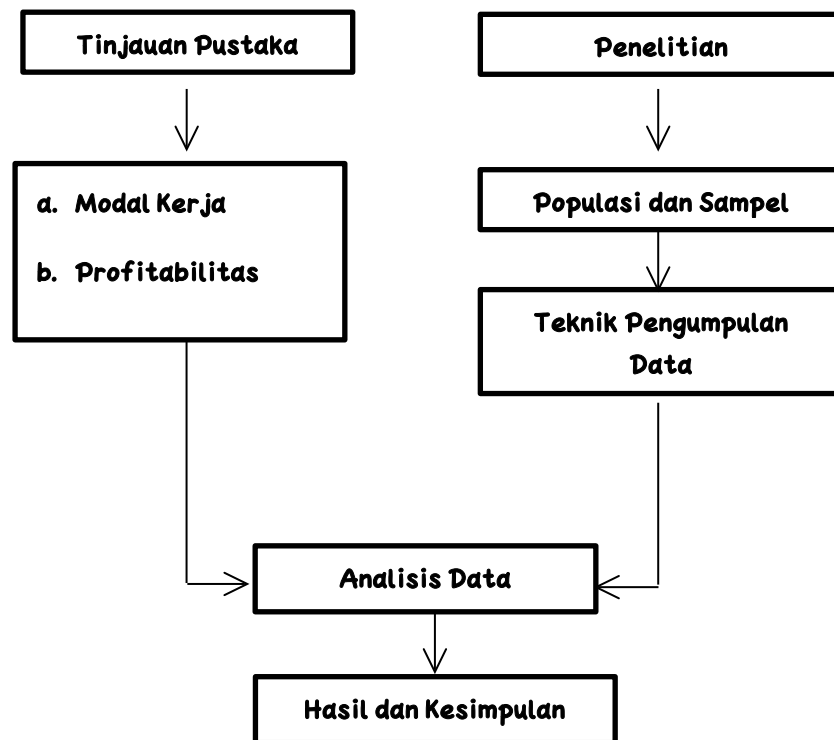 Tinjauan Pustaka
Penelitian
a. Modal Kerja
b. Profitabilitas
Populasi dan Sampel
Teknik Pengumpulan
Data
Analisis Data
Hasil dan Kesimpulan